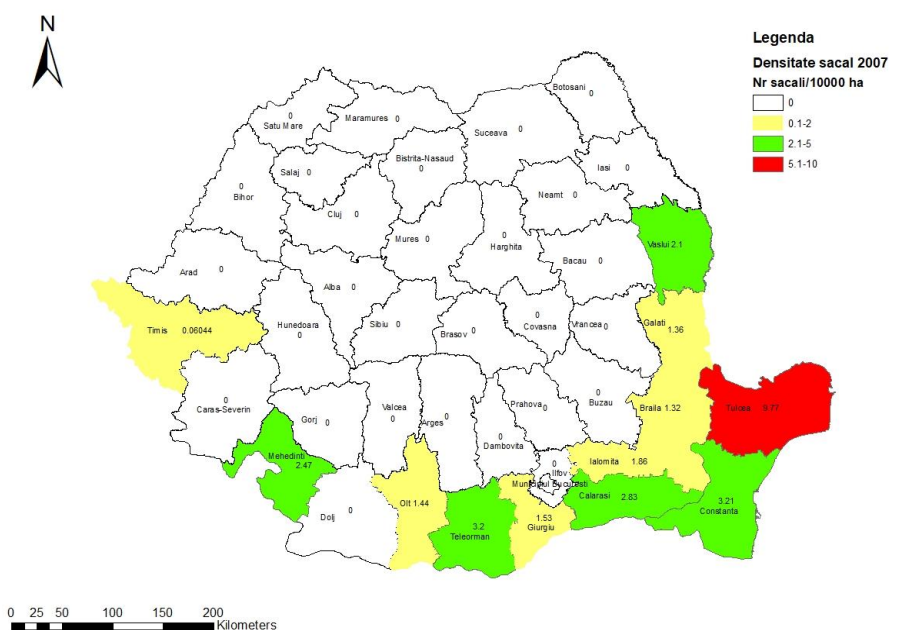 N
Legenda
Densitate sacal 2007
Nr sacali/10000 ha
0
0.1-2
2.1-5
5.1-10
Botosani 0
0
Satu Mare
Maramures 0
Suceava 0
Bistrita-Nasaud
0
Iasi 0
Salaj 0
0
Bihor
Neamt 0
Cluj 0
Mures 0
0
Harghita
Vaslui 2.1
Bacau 0
Arad 0
Alba 0
Timis 0.06044
Hunedoara
0
Sibiu 0
Brasov 0
0
Covasna
Vrancea 0
Galati 1.36
0
Caras-Severin
Gorj 0
Valcea
0
Arges 0
Prahova 0
0
Buzau
Braila 1.32
Tulcea 9.77
0
Dambovita
Mehedinti
2.47
0
Ilfov
Municipiul Bucuresti
Ialomita 1.86
Calarasi 2.83
Olt 1.44
Dolj 0
3.2
Teleorman
1.53
Giurgiu
3.21
Constanta
0 25 50 100 150 200
Kilometers